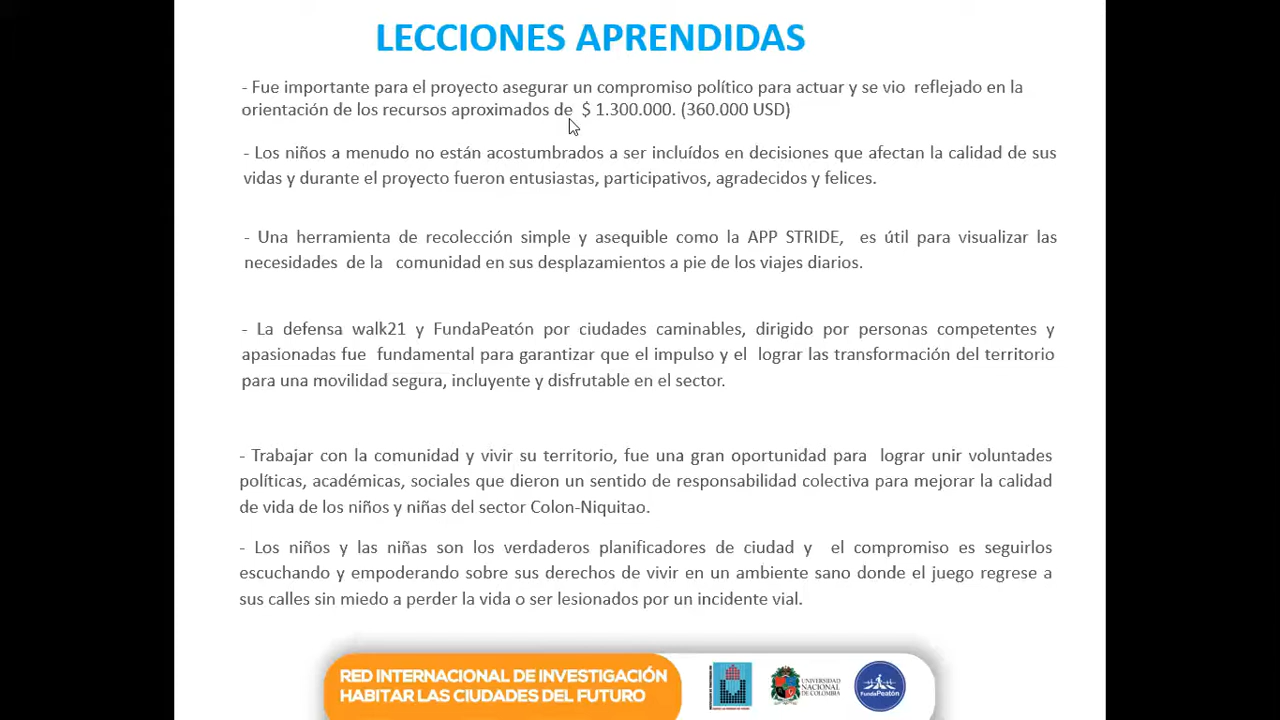 LECCIONES APRENDIDAS
- Fue importante para el proyecto asegurar un compromiso político para actuar y se vio reflejado en la
orientación de los recursos aproximados de $ 1.300.000. (360.000 USD)
- Los niños a menudo no están acostumbrados a ser incluídos en decisiones que afectan la calidad de sus
vidas y durante el proyecto fueron entusiastas, participativos, agradecidos y felices.
- Una herramienta de recolección simple y asequible como la APP STRIDE, es útil para visualizar las
necesidades de la comunidad en sus desplazamientos a pie de los viajes diarios.
- La defensa walk21 y FundaPeatón por ciudades caminables, dirigido por personas competentes y
apasionadas fue fundamental para garantizar que el impulso y el lograr las transformación del territorio
para una movilidad segura, incluyente y disfrutable en el sector.
- Trabajar con la comunidad y vivir su territorio, fue una gran oportunidad para lograr unir voluntades
políticas, académicas, sociales que dieron un sentido de responsabilidad colectiva para mejorar la calidad
de vida de los niños y niñas del sector Colon-Niquitao.
- Los niños y las niñas son los verdaderos planificadores de ciudad y el compromiso es seguirlos
escuchando y empoderando sobre sus derechos de vivir en un ambiente sano donde el juego regrese a
sus calles sin miedo a perder la vida o ser lesionados por un incidente vial.
RED INTERNACIONAL DE INVESTIGACIÓN
HABITAR LAS CIUDADES DEL FUTURO
UNIVERSIDAD
NACIONAL
DE COLOMBIA
FundaPeatón